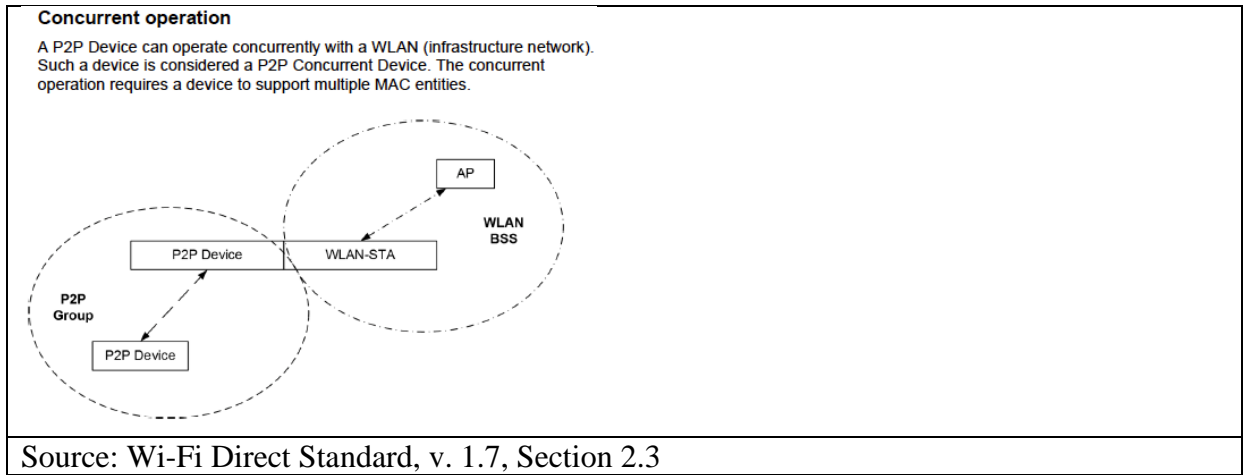 Concurrent operation
A P2P Device can operate concurrently with a WLAN (infrastructure network).
Such a device is considered a P2P Concurrent Device. The concurrent
operation requires a device to support multiple MAC entities.
AP
WLAN
BSS
P2P Device
WLAN-STA
P2P
Group
P2P Device
Source: Wi-Fi Direct Standard, v. 1.7, Section 2.3